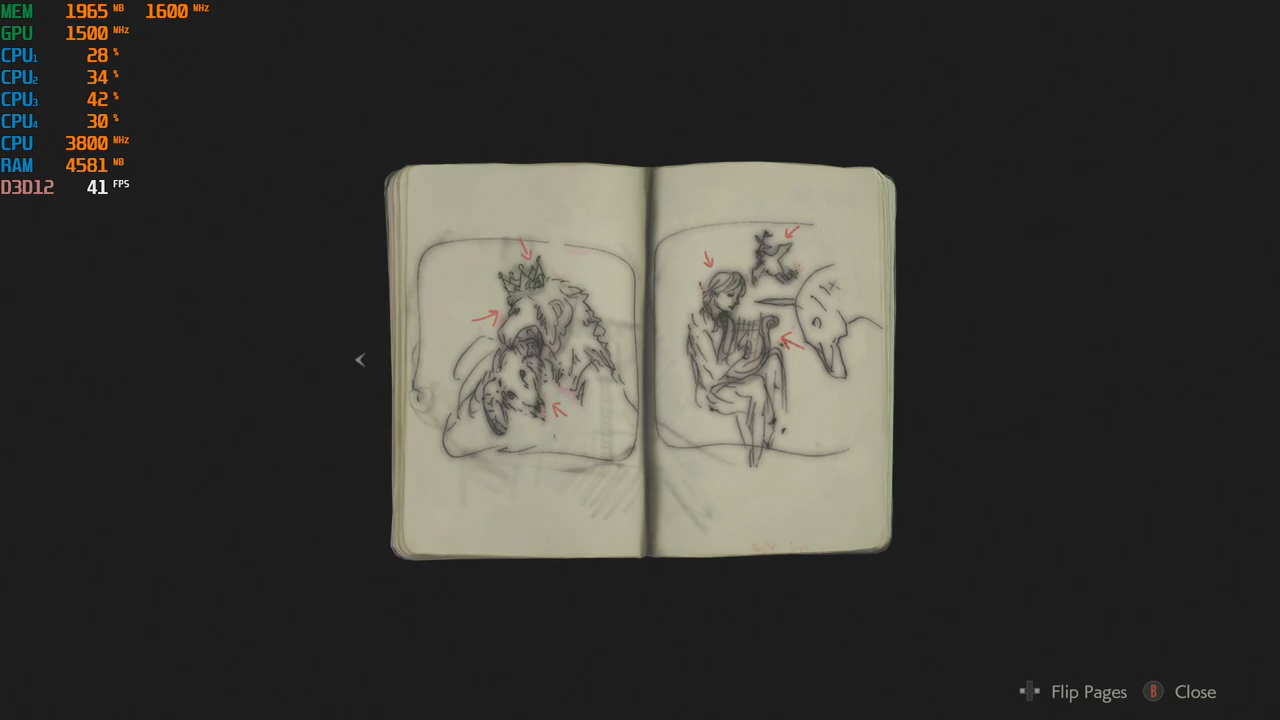 MEM 1965 MB 1600 MHz
GPU 1500 MHz
CPU1 28 %
CPU2 34 %
CPU3 42 %
CPU4 30 %
CPU 3800 MHz
RAM 4581 MB
D3D12 41 FPS
Flip Pages B Close